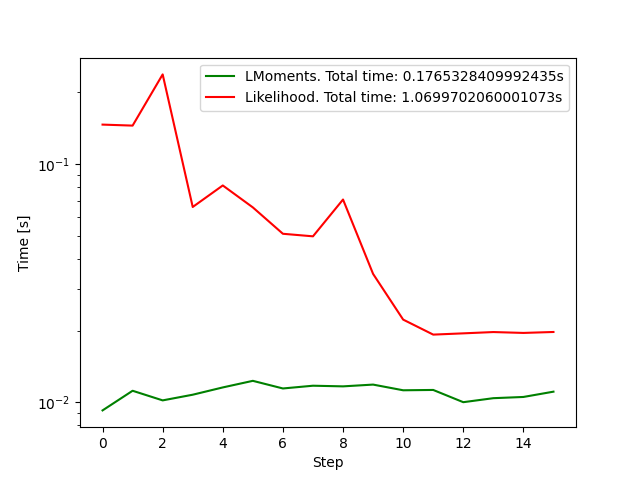 LMoments. Total time: 0.1765328409992435s
Likelihood. Total time: 1.0699702060001073s
10⁻¹
10⁻²
Time [s]
0 2 4 6 8 10 12 14
Step